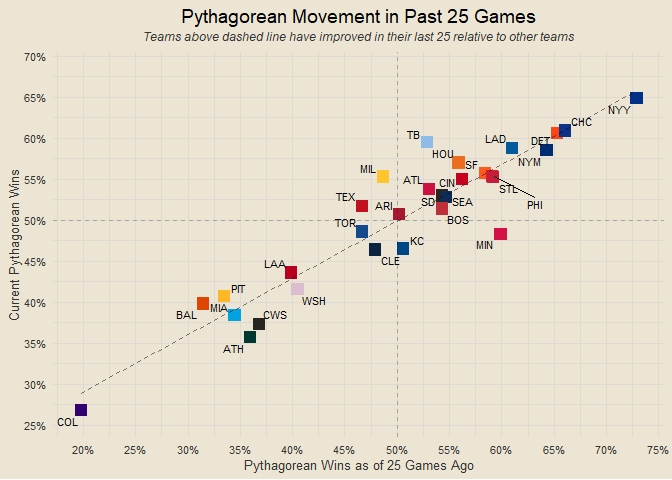 Pythagorean Movement in Past 25 Games
Teams above dashed line have improved in their last 25 relative to other teams
70%
65%
60%
55%
50%
45%
40%
35%
30%
25%
Current Pythagorean Wins
NYY
CHC
DET
LAD
NYM
TB
HOU
SF
STL
PHI
MIL
ATL
CIN
SD
SEA
BOS
TEX
ARI
TOR
KC
CLE
MIN
LAA
WSH
PIT
BAL
MIA
CWS
ATH
COL
20%
25%
30%
35%
40%
45%
50%
55%
60%
65%
70%
75%
Pythagorean Wins as of 25 Games Ago